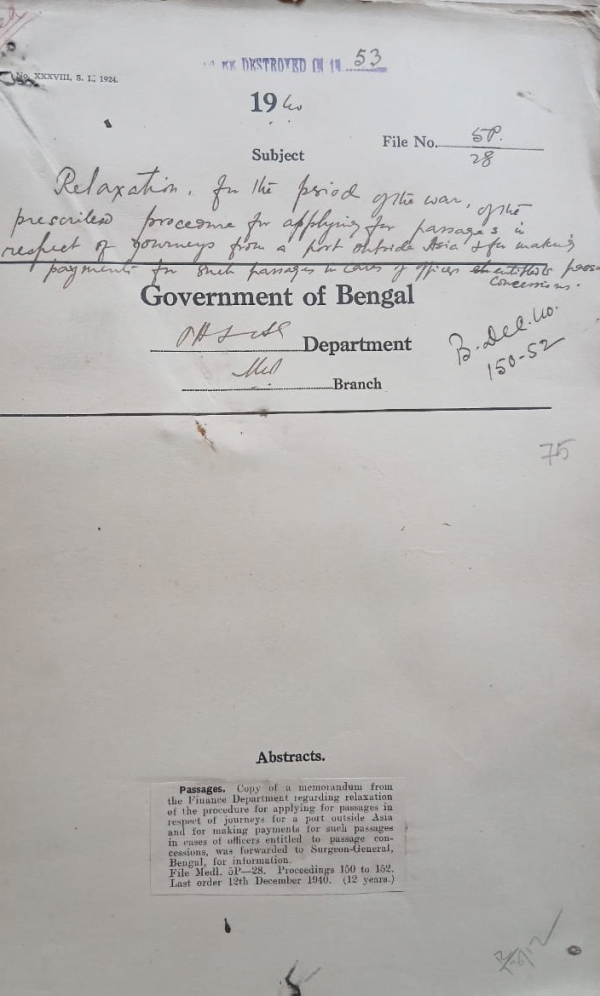 No. XXXVIII, S. I., 1924.
BE DESTROYED IN 19 53
1940
File No. 5P.
28
Subject
Relaxation, for the period of the war, of the
prescribed procedure for applying for passages in
respect of journeys from a port outside Asia & for making
payments for such passages in cases of officers entitled to
concessions.
Government of Bengal
Department
Branch
B. Dec. 40.
150-52
75
Abstracts.
Passages. Copy of a memorandum from
the Finance Department regarding relaxation
of the procedure for applying for passages in
respect of journeys for a port outside Asia
and for making payments for such passages
in cases of officers entitled to passage con-
cessions, was forwarded to Surgeon-General,
Bengal, for information.
File Medl. 5P—28. Proceedings 150 to 152.
Last order 12th December 1940. (12 years.)